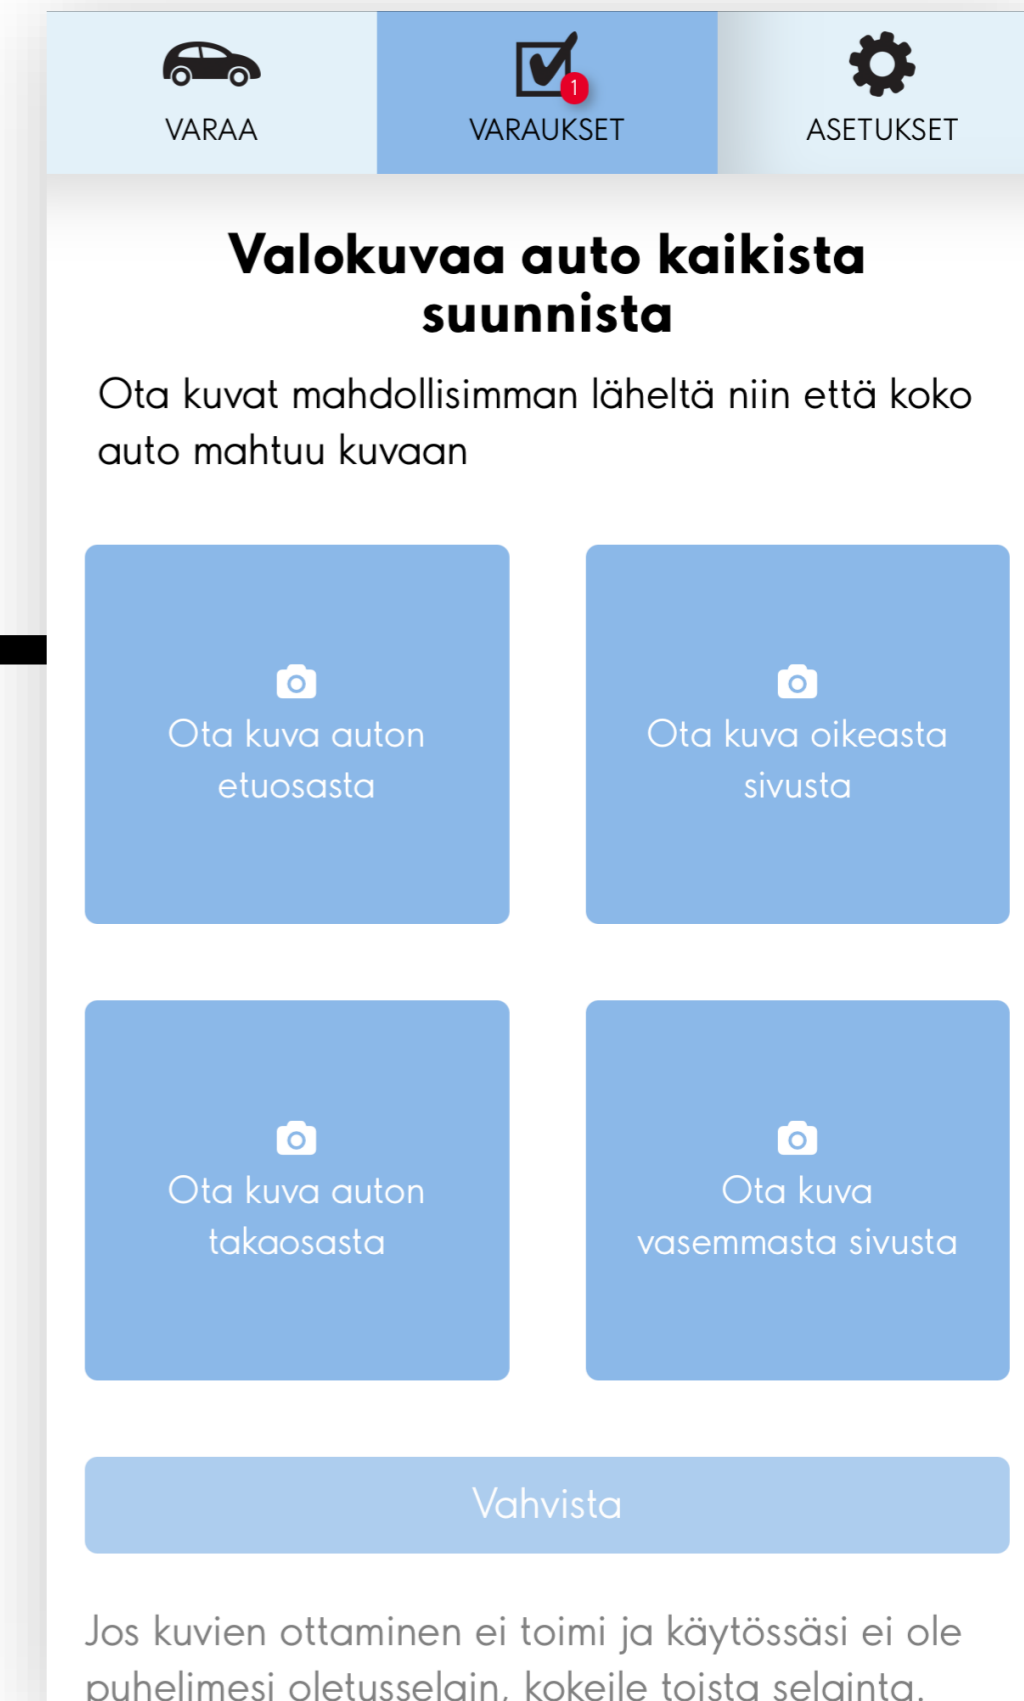 VARAA
VARAUKSET
1
ASETUKSET
Valokuvaa auto kaikista
suunnista
Ota kuvat mahdollisimman läheltä niin että koko
auto mahtuu kuvaan
Ota kuva auton
etuosasta
Ota kuva oikeasta
sivusta
Ota kuva auton
takaosasta
Ota kuva
vasemmasta sivusta
Vahvista
Jos kuvien ottaminen ei toimi ja käytössäsi ei ole
puhelimesi oletusselain, kokeile toista selainta.